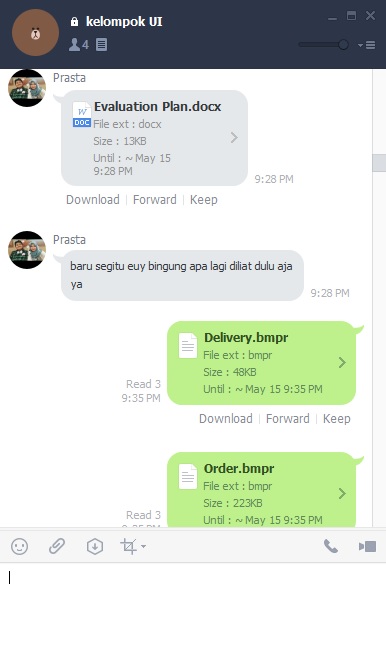 kelompok UI
4
Prasta
Evaluation Plan.docx
W
DOC
File ext : docx
Size : 13KB
Until : ~ May 15
9:28 PM
9:28 PM
Download | Forward | Keep
Prasta
baru segitu euy bingung apa lagi diliat dulu aja
ya
9:28 PM
Delivery.bmpr
File ext : bmpr
Size : 48KB
Until : ~ May 15 9:35 PM
Read 3
9:35 PM
Download | Forward | Keep
Order.bmpr
File ext : bmpr
Size : 223KB
Until : ~ May 15 9:35 PM
Read 3